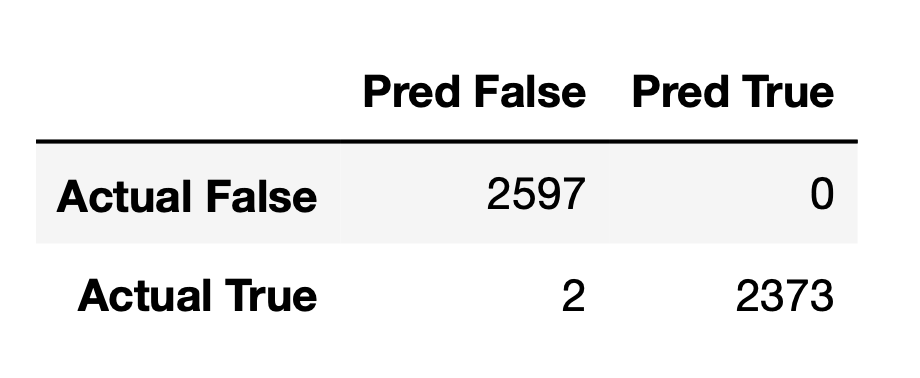 Pred False Pred True
Actual False 2597 0
Actual True 2 2373